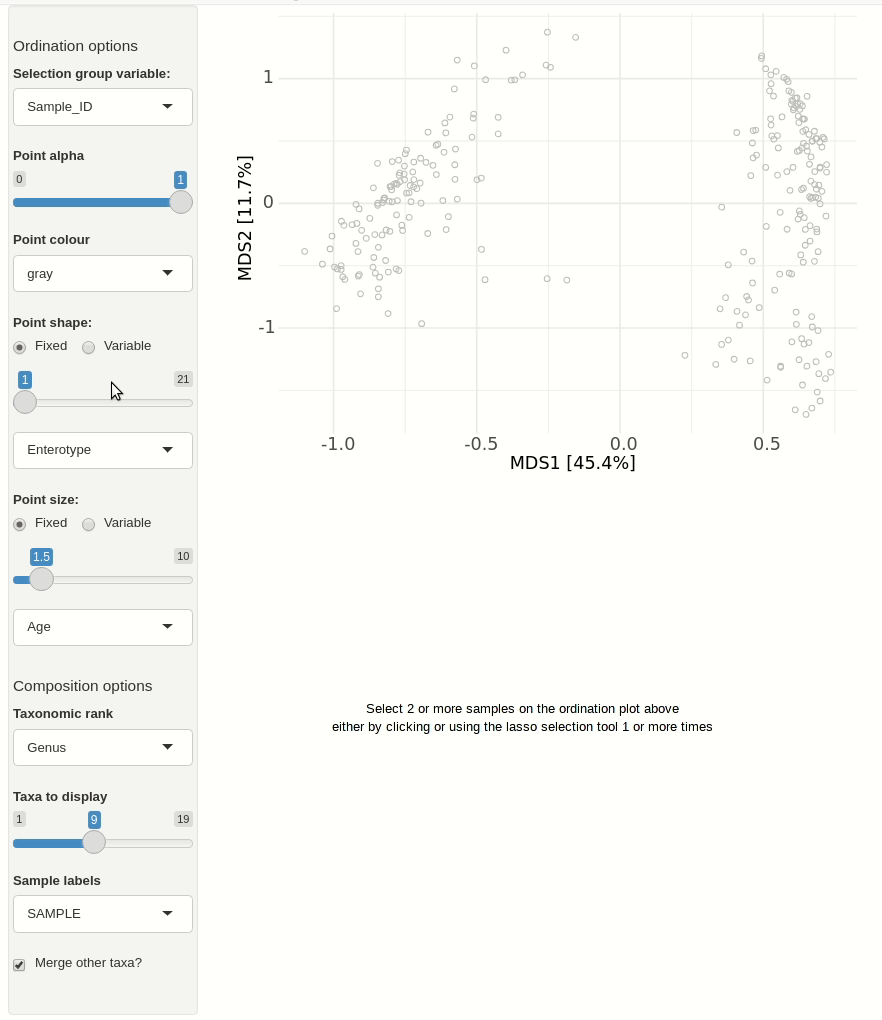 Ordination options
Selection group variable:
Sample_ID
Point alpha
0
1
Point colour
gray
Point shape:
Fixed Variable
1
21
Enterotype
Point size:
Fixed Variable
1.5
10
Age
Composition options
Taxonomic rank
Genus
Taxa to display
1
9
19
Sample labels
SAMPLE
Merge other taxa?
MDS2 [11.7%]
1
0
-1
-1.0
-0.5
0.0
0.5
MDS1 [45.4%]
Select 2 or more samples on the ordination plot above
either by clicking or using the lasso selection tool 1 or more times